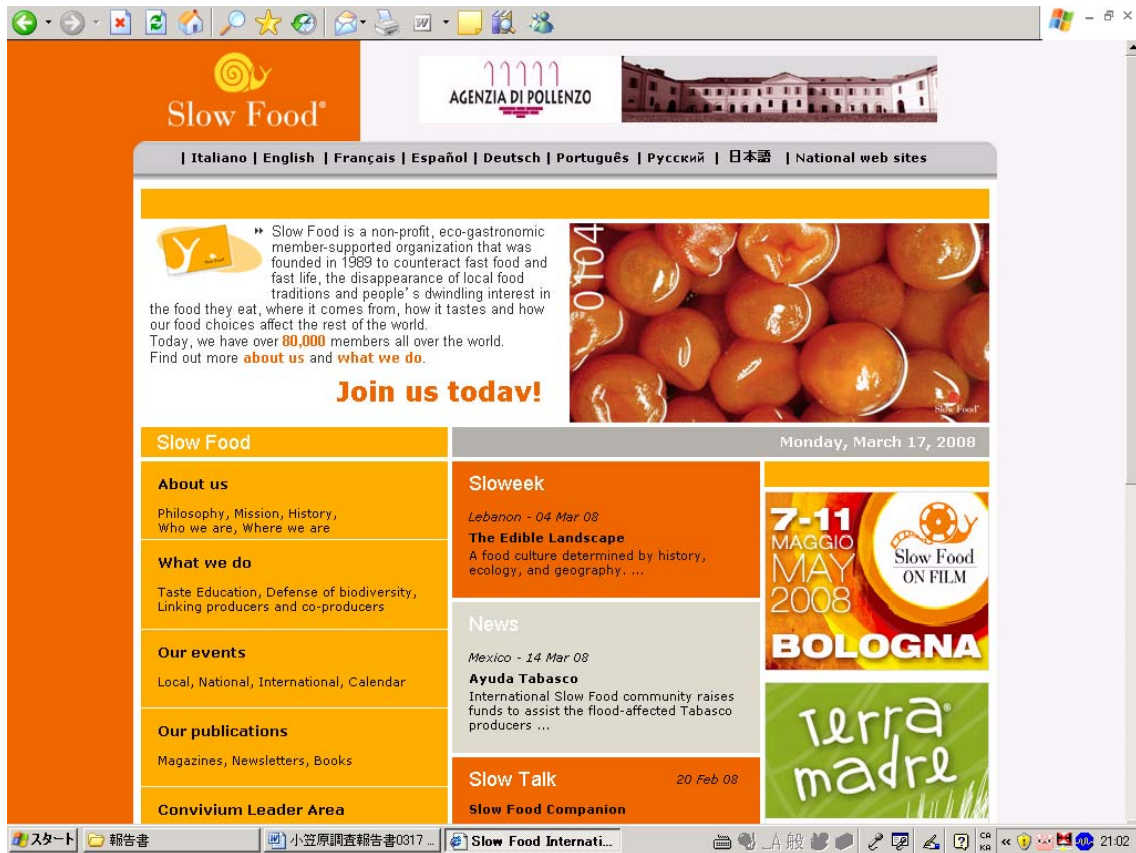 Slow Food®
AGENZIA DI POLLENZO
| Italiano | English | Français | Español | Deutsch | Português | Русский | 日本語 | National web sites
Slow Food is a non-profit, eco-gastronomic
member-supported organization that was
founded in 1989 to counteract fast food and
fast life, the disappearance of local food
traditions and people's dwindling interest in
the food they eat, where it comes from, how it tastes and how
our food choices affect the rest of the world.
Today, we have over 80,000 members all over the world.
Find out more about us and what we do.
Join us today!
0104
Slow Food®
Slow Food
Monday, March 17, 2008
About us
Philosophy, Mission, History,
Who we are, Where we are
What we do
Taste Education, Defense of biodiversity,
Linking producers and co-producers
Our events
Local, National, International, Calendar
Our publications
Magazines, Newsletters, Books
Convivium Leader Area
Sloweek
Lebanon - 04 Mar 08
The Edible Landscape
A food culture determined by history,
ecology, and geography. ...
News
Mexico - 14 Mar 08
Ayuda Tabasco
International Slow Food community raises
funds to assist the flood-affected Tabasco
producers ...
Slow Talk 20 Feb 08
Slow Food Companion
7-11
MAGGIO
MAY
2008
BOLOGNA
Slow Food
ON FILM
Terra®
madre
スタート 報告書 小笠原調査報告書0317 ... Slow Food Internati... A 般 CAPS KANA 21:02